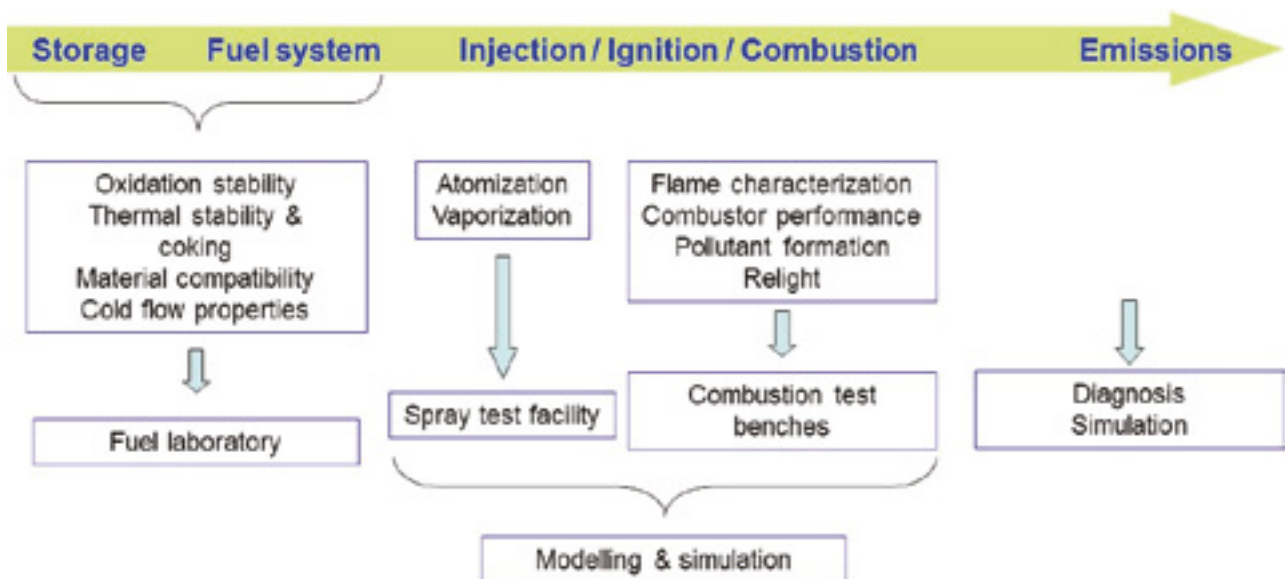 Storage Fuel system Injection / Ignition / Combustion Emissions
Oxidation stability
Thermal stability &
coking
Material compatibility
Cold flow properties
Atomization
Vaporization
Flame characterization
Combustor performance
Pollutant formation
Relight
Fuel laboratory
Spray test facility
Combustion test
benches
Diagnosis
Simulation
Modelling & simulation